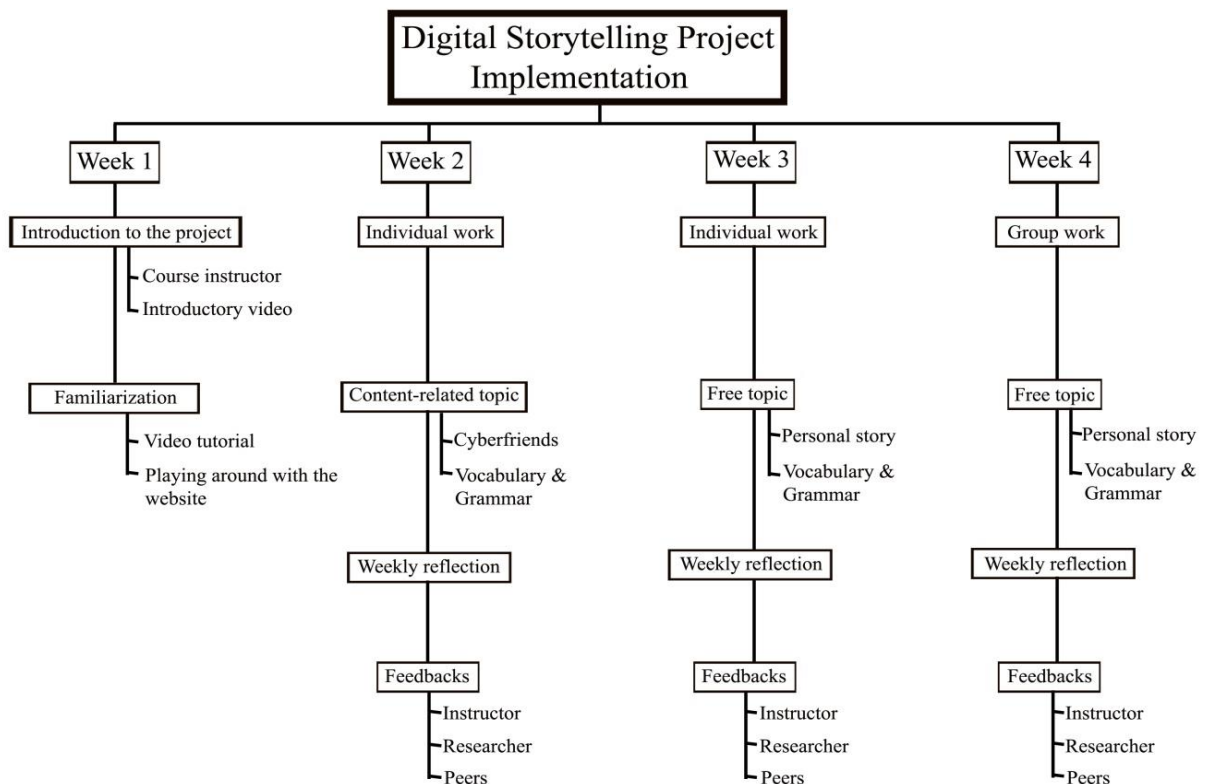 Digital Storytelling Project
Implementation
Week 1
Introduction to the project
Course instructor
Introductory video
Familiarization
Video tutorial
Playing around with the
website
Week 2
Individual work
Content-related topic
Cyberfriends
Vocabulary &
Grammar
Weekly reflection
Feedbacks
Instructor
Researcher
Peers
Week 3
Individual work
Free topic
Personal story
Vocabulary &
Grammar
Weekly reflection
Feedbacks
Instructor
Researcher
Peers
Week 4
Group work
Free topic
Personal story
Vocabulary &
Grammar
Weekly reflection
Feedbacks
Instructor
Researcher
Peers